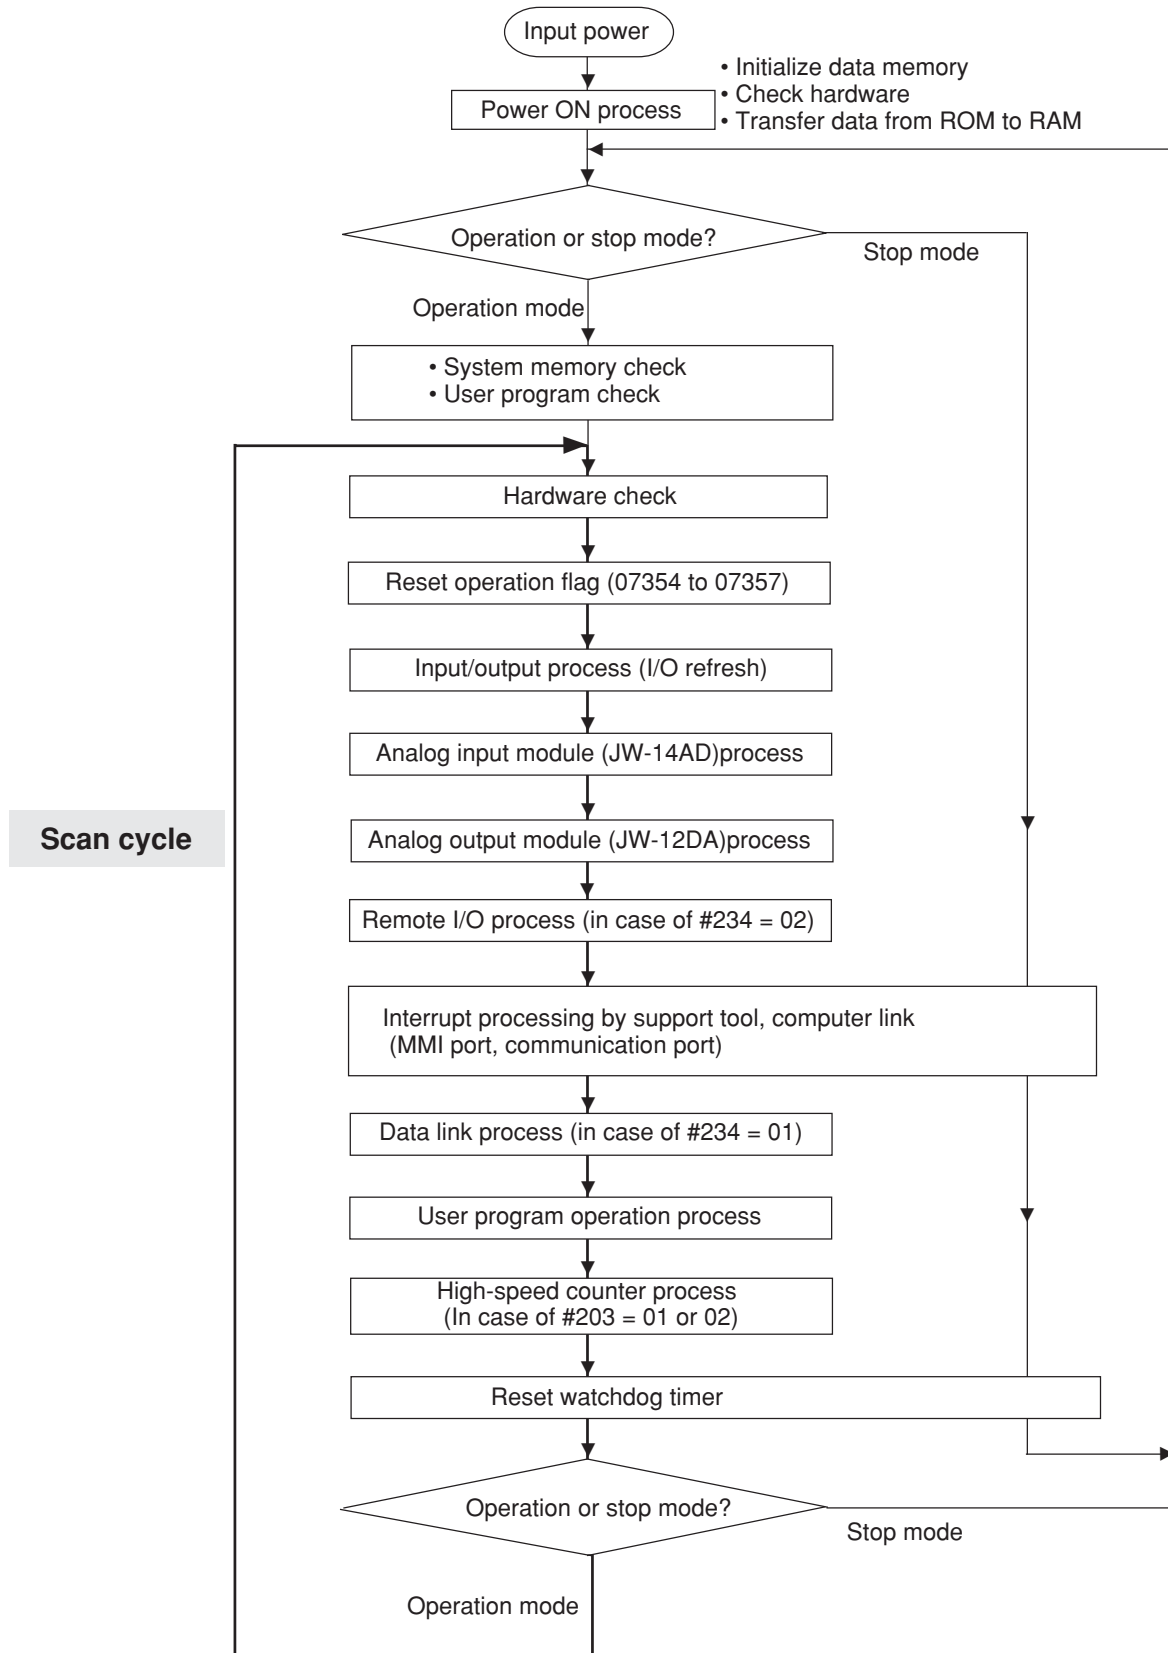 Input power
• Initialize data memory
• Check hardware
• Transfer data from ROM to RAM
Power ON process
Operation or stop mode?
Stop mode
Operation mode
• System memory check
• User program check
Hardware check
Reset operation flag (07354 to 07357)
Input/output process (I/O refresh)
Analog input module (JW-14AD)process
Scan cycle
Analog output module (JW-12DA)process
Remote I/O process (in case of #234 = 02)
Interrupt processing by support tool, computer link
(MMI port, communication port)
Data link process (in case of #234 = 01)
User program operation process
High-speed counter process
(In case of #203 = 01 or 02)
Reset watchdog timer
Operation or stop mode?
Stop mode
Operation mode